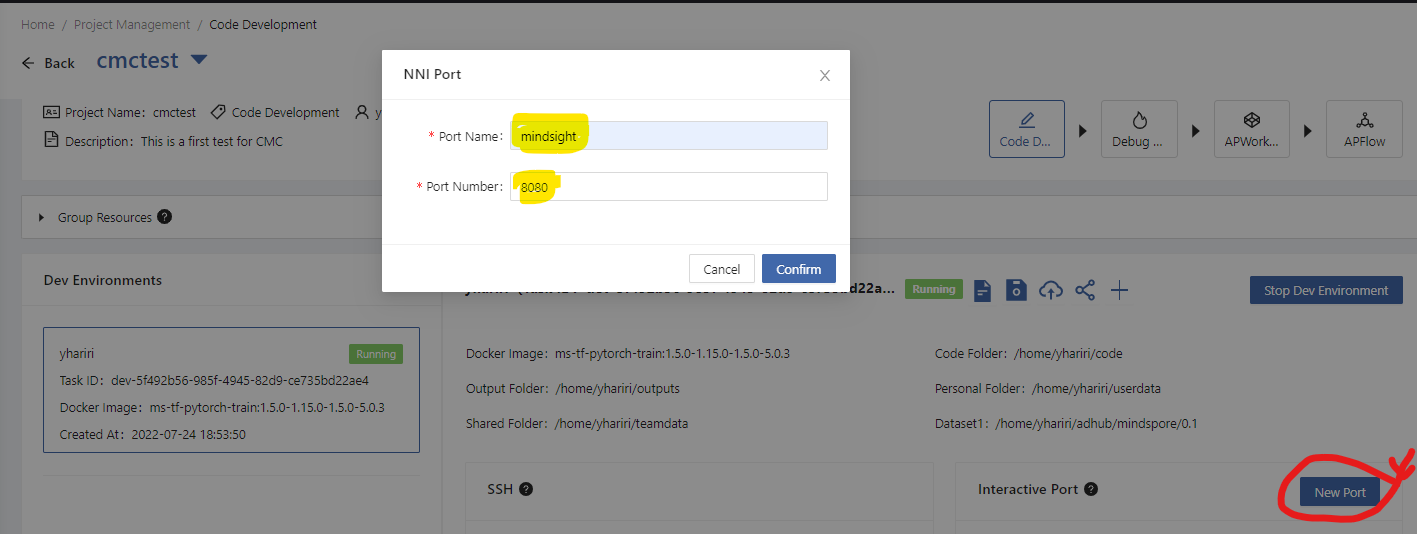 Home / Project Management / Code Development
Back cmctest
NNI Port
Project Name： cmctest Code Development y
Description： This is a first test for CMC
* Port Name： mindsight
* Port Number： 8080
Cancel Confirm
Code D... Debug ... APWork... APFlow
Group Resources ?
Dev Environments
d22a... Running Stop Dev Environment
yhariri Running
Task ID： dev-5f492b56-985f-4945-82d9-ce735bd22ae4
Docker Image： ms-tf-pytorch-train:1.5.0-1.15.0-1.5.0-5.0.3
Created At： 2022-07-24 18:53:50
Docker Image： ms-tf-pytorch-train:1.5.0-1.15.0-1.5.0-5.0.3 Code Folder： /home/yhariri/code
Output Folder： /home/yhariri/outputs Personal Folder： /home/yhariri/userdata
Shared Folder： /home/yhariri/teamdata Dataset1： /home/yhariri/adhub/mindspore/0.1
SSH ? Interactive Port ? New Port